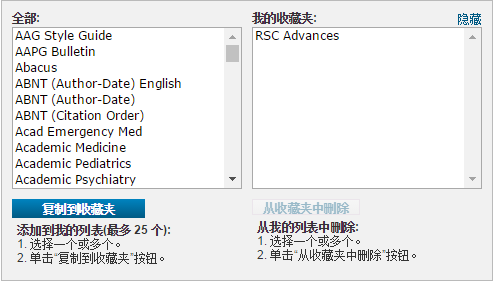 全部:
AAG Style Guide
AAPG Bulletin
Abacus
ABNT (Author-Date) English
ABNT (Author-Date)
ABNT (Citation Order)
Acad Emergency Med
Academic Medicine
Academic Pediatrics
Academic Psychiatry
复制到收藏夹
添加到我的列表(最多 25 个):
1. 选择一个或多个。
2. 单击“复制到收藏夹”按钮。
我的收藏夹:
隐藏
RSC Advances
从收藏夹中删除
从我的列表中删除:
1. 选择一个或多个。
2. 单击“从收藏夹中删除”按钮。